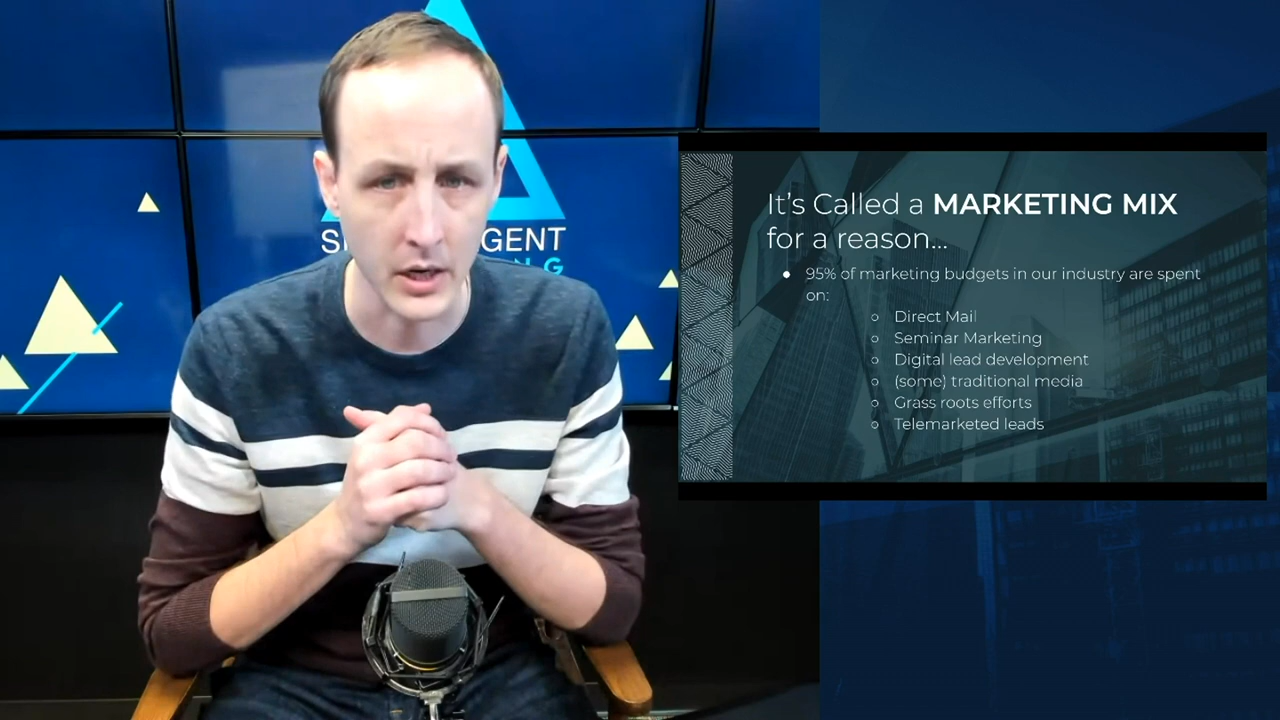 It's Called a MARKETING MIX
for a reason...
● 95% of marketing budgets in our industry are spent
on:
○ Direct Mail
○ Seminar Marketing
○ Digital lead development
○ (some) traditional media
○ Grass roots efforts
○ Telemarketed leads